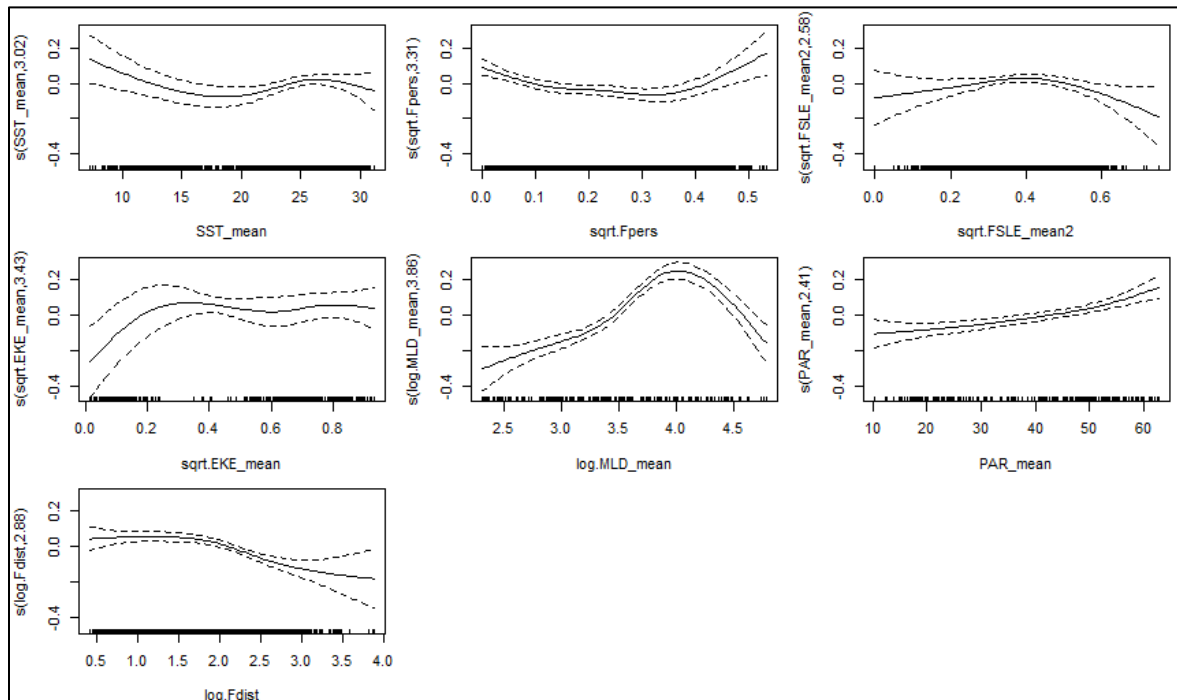 s(SST_mean,3.02)
0.2
0.0
-0.4
10 15 20 25 30
SST_mean
s(sqrt.Fpers,3.31)
0.2
0.0
-0.4
0.0 0.1 0.2 0.3 0.4 0.5
sqrt.Fpers
s(sqrt.FSLE_mean2,2.58)
0.2
0.0
-0.4
0.0 0.2 0.4 0.6
sqrt.FSLE_mean2
s(sqrt.EKE_mean,3.43)
0.2
0.0
-0.4
0.0 0.2 0.4 0.6 0.8
sqrt.EKE_mean
s(log.MLD_mean,3.86)
0.2
0.0
-0.4
2.5 3.0 3.5 4.0 4.5
log.MLD_mean
s(PAR_mean,2.41)
0.2
0.0
-0.4
10 20 30 40 50 60
PAR_mean
s(log.Fdist,2.88)
0.2
0.0
-0.4
0.5 1.0 1.5 2.0 2.5 3.0 3.5 4.0
log.Fdist